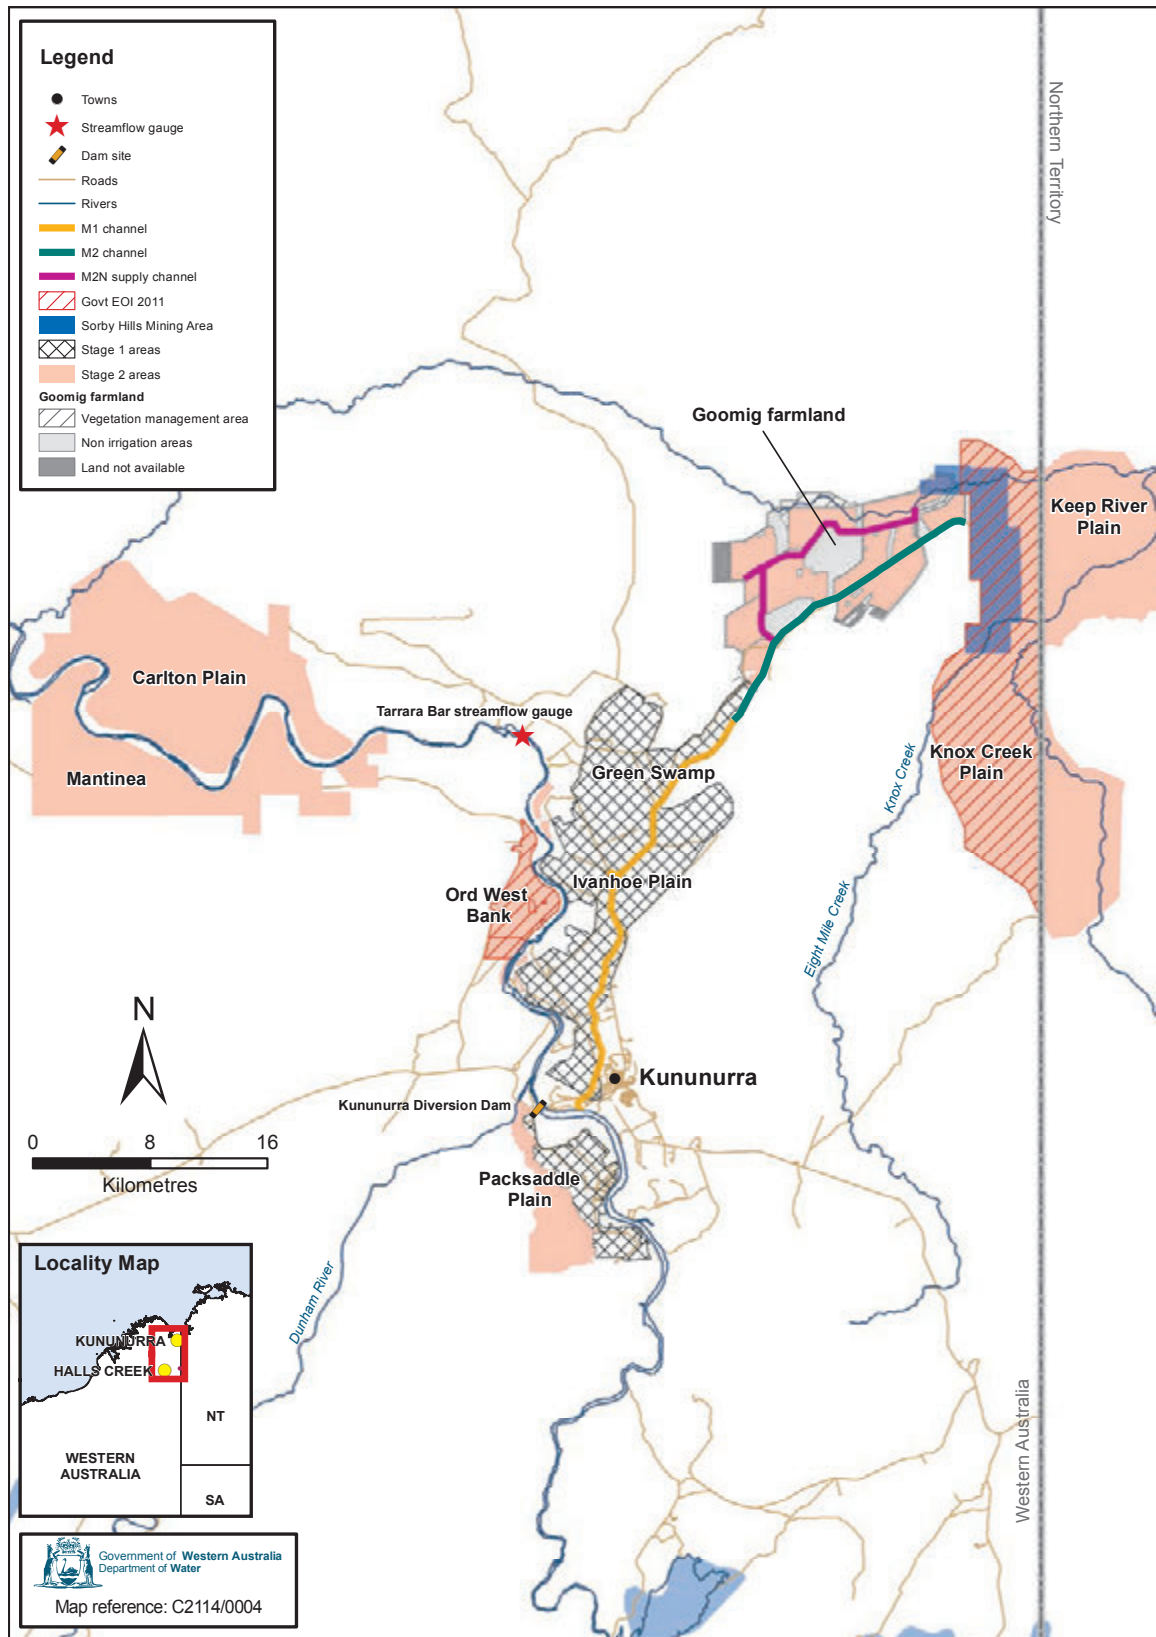 Legend
Towns
Streamflow gauge
Dam site
Roads
Rivers
M1 channel
M2 channel
M2N supply channel
Govt EOI 2011
Sorby Hills Mining Area
Stage 1 areas
Stage 2 areas
Goomig farmland
Vegetation management area
Non irrigation areas
Land not available
Northern Territory
Goomig farmland
Keep River
Plain
Carlton Plain
Tarrara Bar streamflow gauge
Mantinea
Green Swamp
Knox Creek
Plain
Knox Creek
Ivanhoe Plain
Ord West
Bank
Eight Mile Creek
N
Kununurra
Kununurra Diversion Dam
0 8 16
Kilometres
Packsaddle
Plain
Dunham River
Western Australia
Locality Map
KUNUNURRA
HALLS CREEK
NT
WESTERN
AUSTRALIA
SA
Government of Western Australia
Department of Water
Map reference: C2114/0004